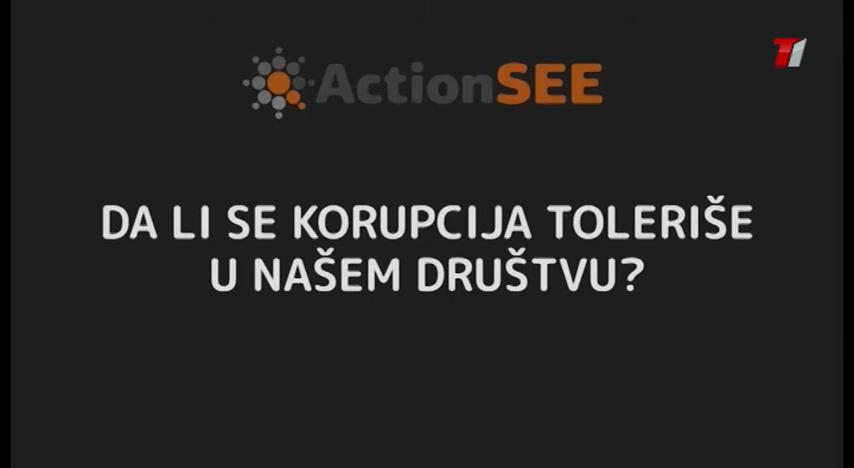 T1
ActionSEE
DA LI SE KORUPCIJA TOLERIŠE
U NAŠEM DRUŠTVU?